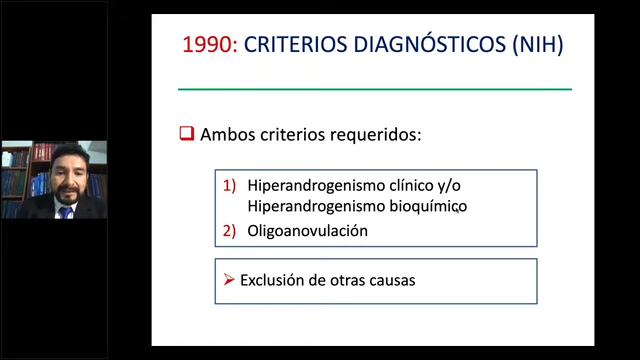 1990: CRITERIOS DIAGNÓSTICOS (NIH)
Ambos criterios requeridos:
1) Hiperandrogenismo clínico y/o
Hiperandrogenismo bioquímico
2) Oligoanovulación
Exclusión de otras causas